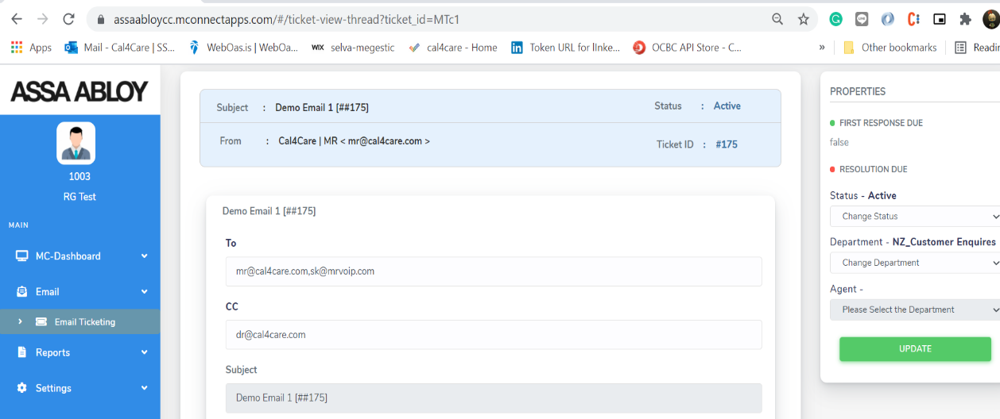 assaabloycc.mconnectapps.com/#/ticket-view-thread?ticket_id=MTc1
Apps
Mail - Cal4Care | SS...
WebOas.is | WebOa...
WIX selva-megestic
cal4care - Home
in Token URL for lInke...
OCBC API Store - C...
»
Other bookmarks
Readin
ASSA ABLOY
1003
RG Test
MAIN
MC-Dashboard
Email
Email Ticketing
Reports
Settings
Subject : Demo Email 1 [##175]
Status : Active
From : Cal4Care | MR < mr@cal4care.com >
Ticket ID : #175
Demo Email 1 [##175]
To
mr@cal4care.com,sk@mrvoip.com
CC
dr@cal4care.com
Subject
Demo Email 1 [##175]
PROPERTIES
FIRST RESPONSE DUE
false
RESOLUTION DUE
Status - Active
Change Status
Department - NZ_Customer Enquires
Change Department
Agent -
Please Select the Department
UPDATE